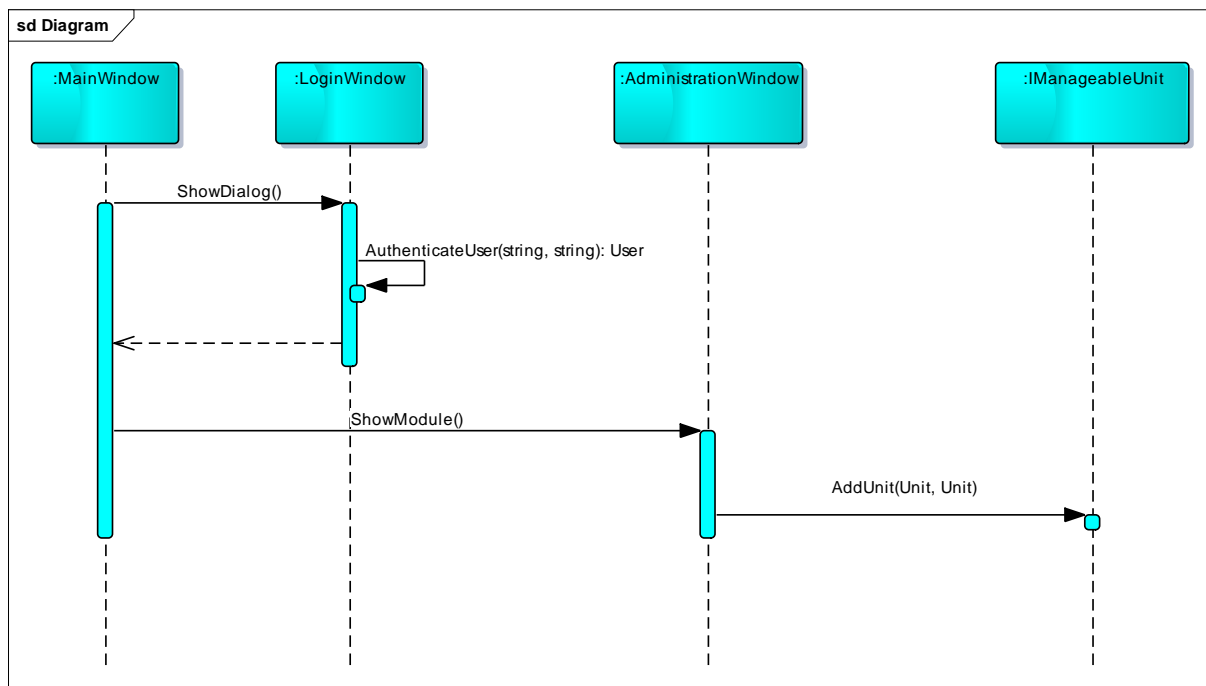 sd Diagram
:MainWindow
:LoginWindow
:AdministrationWindow
:IManageableUnit
ShowDialog()
AuthenticateUser(string, string): User
ShowModule()
AddUnit(Unit, Unit)